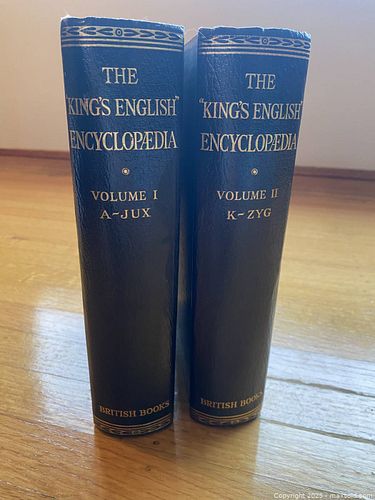 THE
"KING'S ENGLISH"
ENCYCLOPÆDIA
VOLUME I
A-JUX
BRITISH BOOKS
THE
"KING'S ENGLISH"
ENCYCLOPÆDIA
VOLUME II
K-ZYG
BRITISH BOOKS
Copyright 2025 - maxsold.com